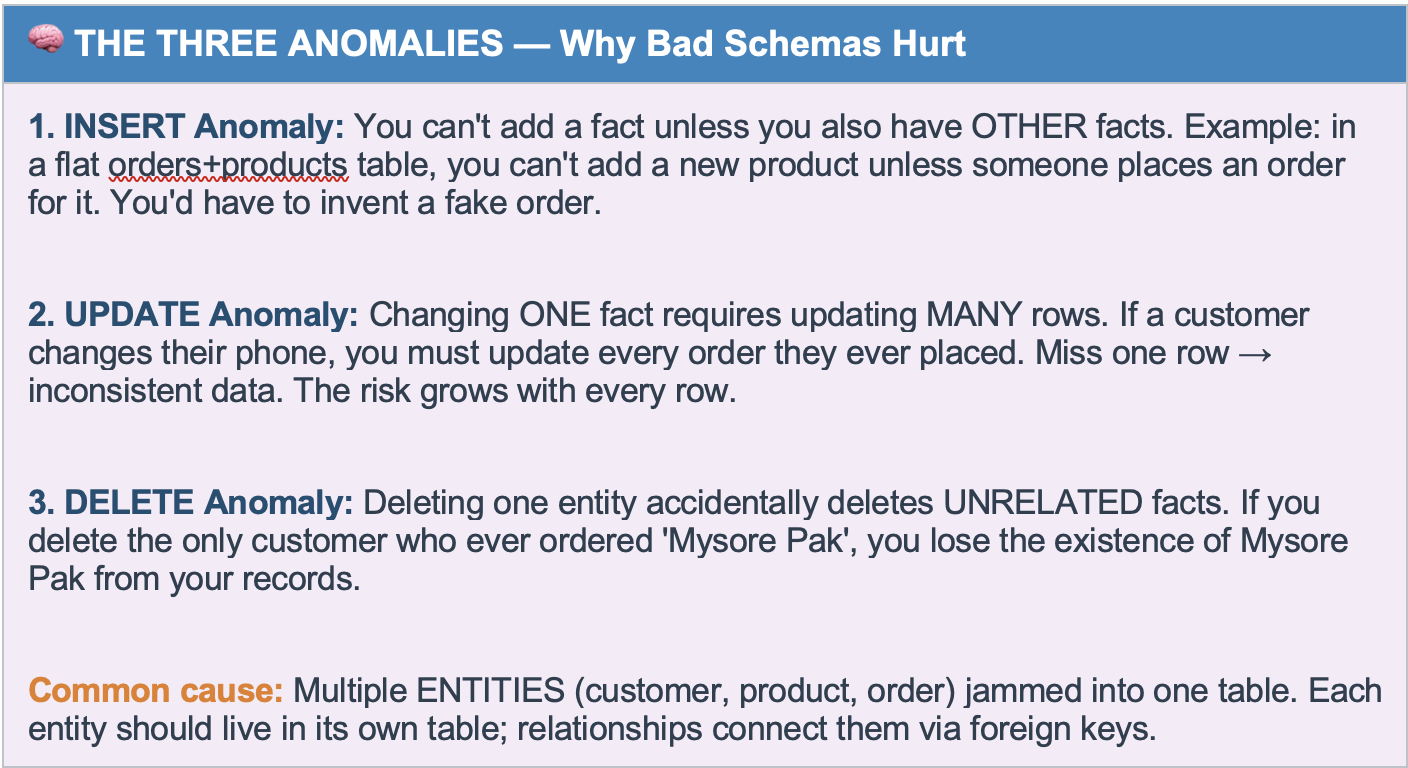 🧠 THE THREE ANOMALIES — Why Bad Schemas Hurt
1. INSERT Anomaly: You can't add a fact unless you also have OTHER facts. Example: in
a flat orders+products table, you can't add a new product unless someone places an order
for it. You'd have to invent a fake order.
2. UPDATE Anomaly: Changing ONE fact requires updating MANY rows. If a customer
changes their phone, you must update every order they ever placed. Miss one row →
inconsistent data. The risk grows with every row.
3. DELETE Anomaly: Deleting one entity accidentally deletes UNRELATED facts. If you
delete the only customer who ever ordered 'Mysore Pak', you lose the existence of Mysore
Pak from your records.
Common cause: Multiple ENTITIES (customer, product, order) jammed into one table. Each
entity should live in its own table; relationships connect them via foreign keys.